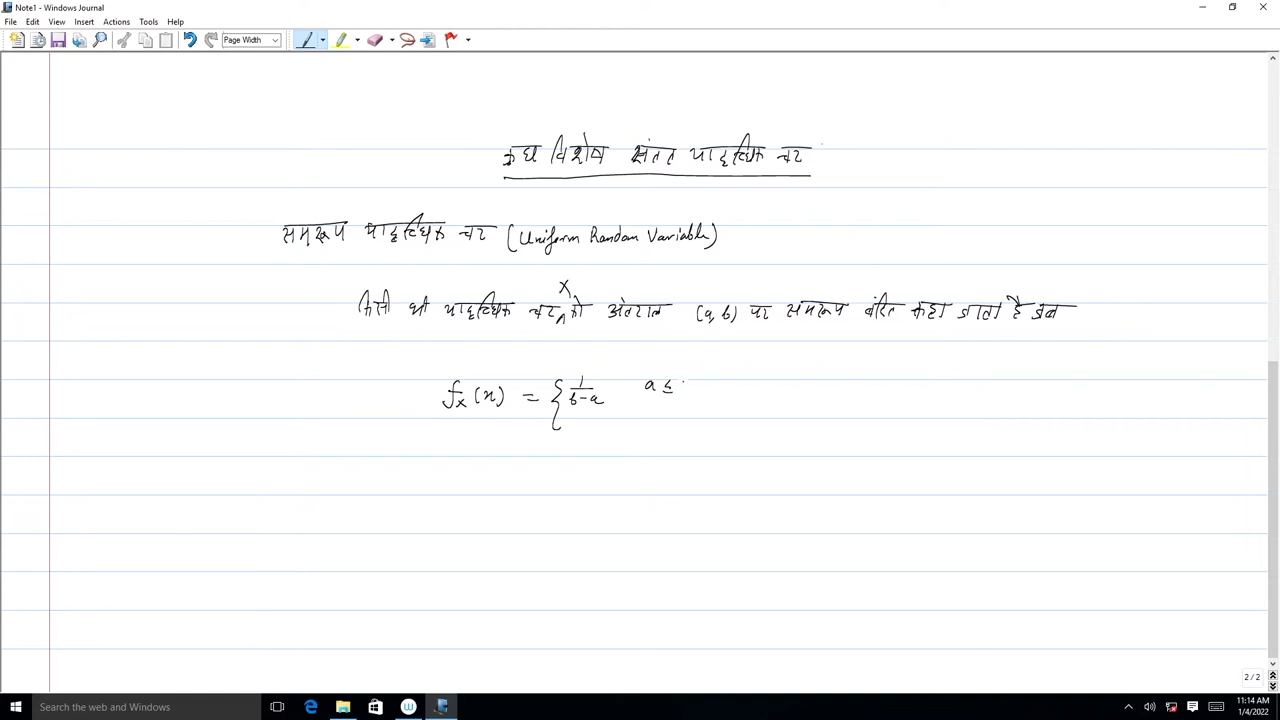 Note1 - Windows Journal
File Edit View Insert Actions Tools Help
Page Width
कुछ विशेष संतत यादृच्छिक चर
समरूप यादृच्छिक चर (Uniform Random Variable)
X
किसी भी यादृच्छिक चर को अंतराल (a, b) पर समरूप बंटित कहा जाता है जब
f_X(x) = { 1/(b-a) a ≤
2 / 2
Search the web and Windows
11:14 AM
1/4/2022